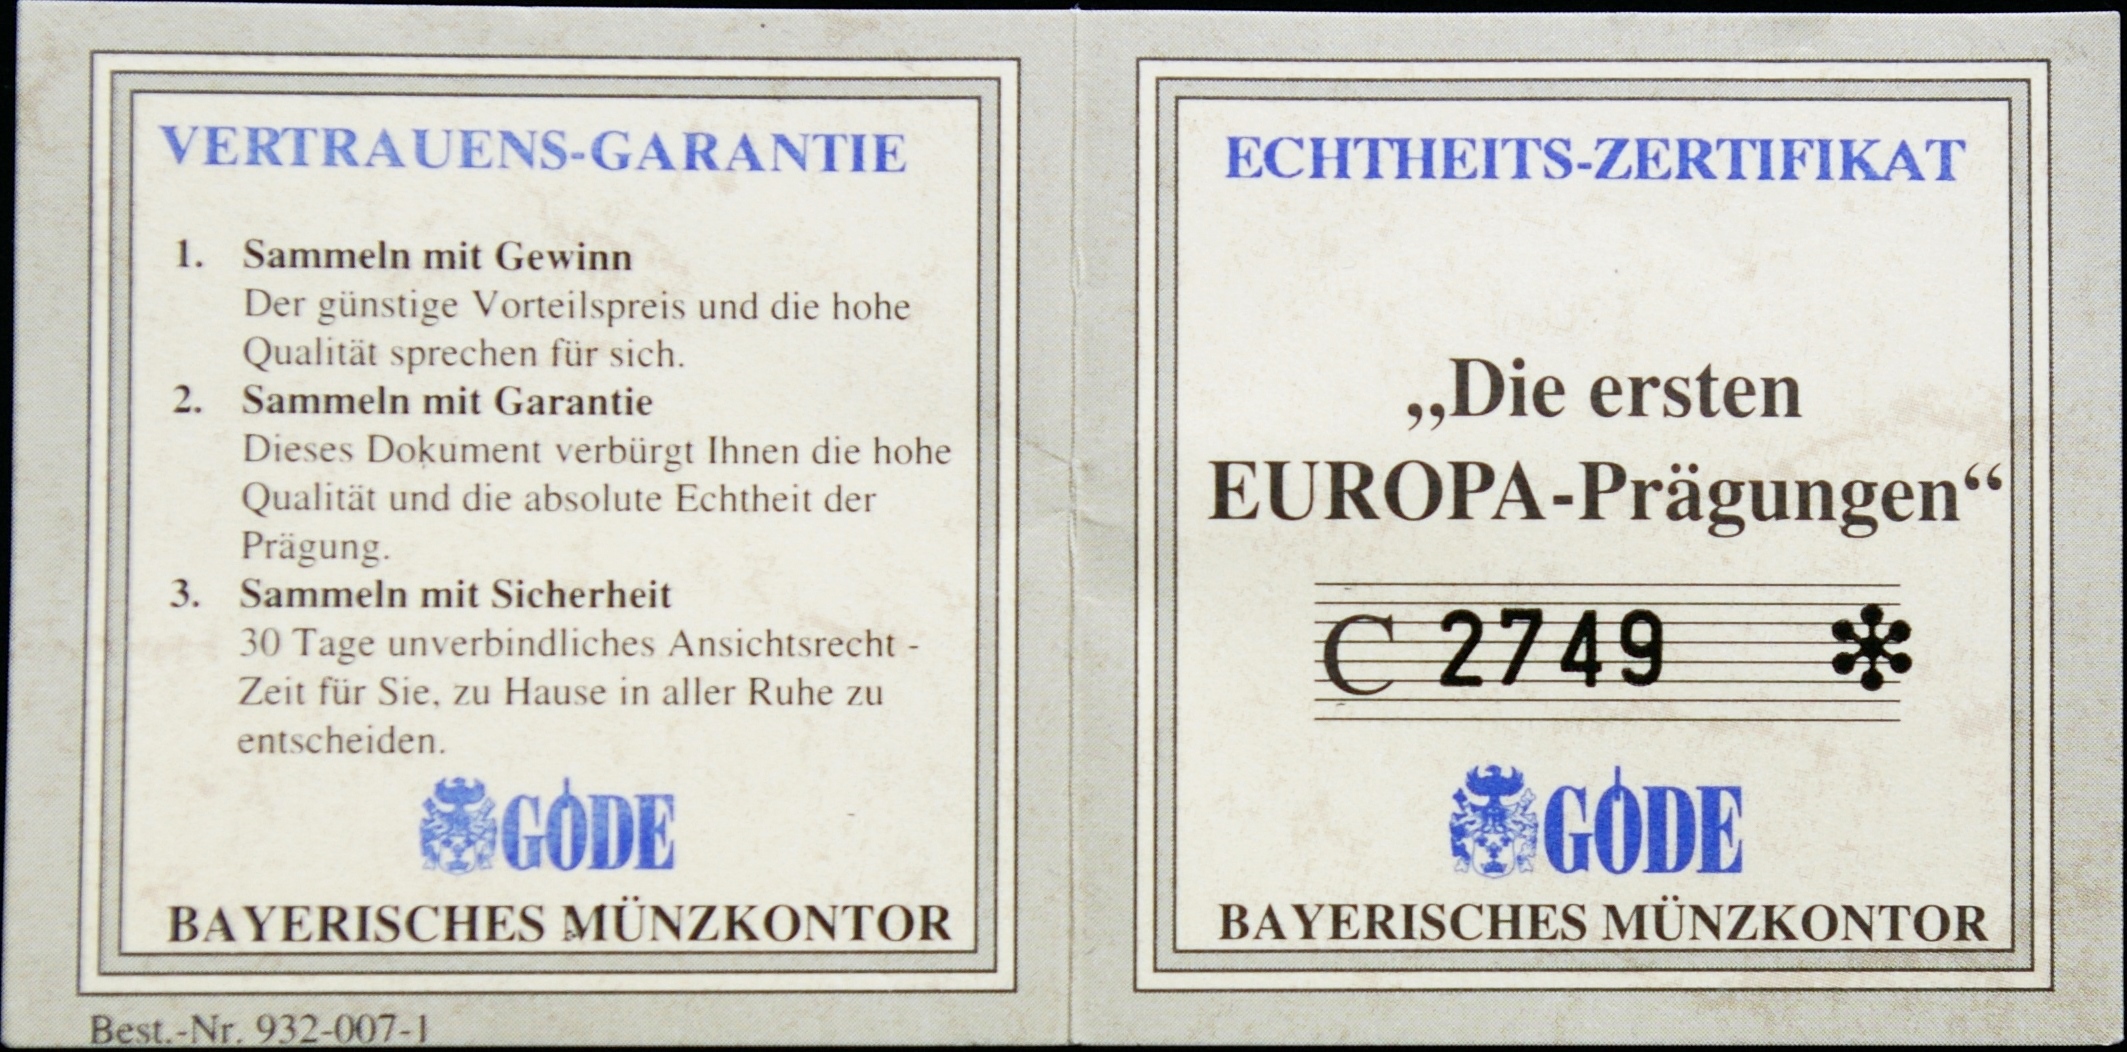 VERTRAUENS-GARANTIE
1. Sammeln mit Gewinn
Der günstige Vorteilspreis und die hohe
Qualität sprechen für sich.
2. Sammeln mit Garantie
Dieses Dokument verbürgt Ihnen die hohe
Qualität und die absolute Echtheit der
Prägung.
3. Sammeln mit Sicherheit
30 Tage unverbindliches Ansichtsrecht -
Zeit für Sie, zu Hause in aller Ruhe zu
entscheiden.
GÖDE
BAYERISCHES MÜNZKONTOR
Best.-Nr. 932-007-1
ECHTHEITS-ZERTIFIKAT
„Die ersten
EUROPA-Prägungen“
C 2749 *
GÖDE
BAYERISCHES MÜNZKONTOR